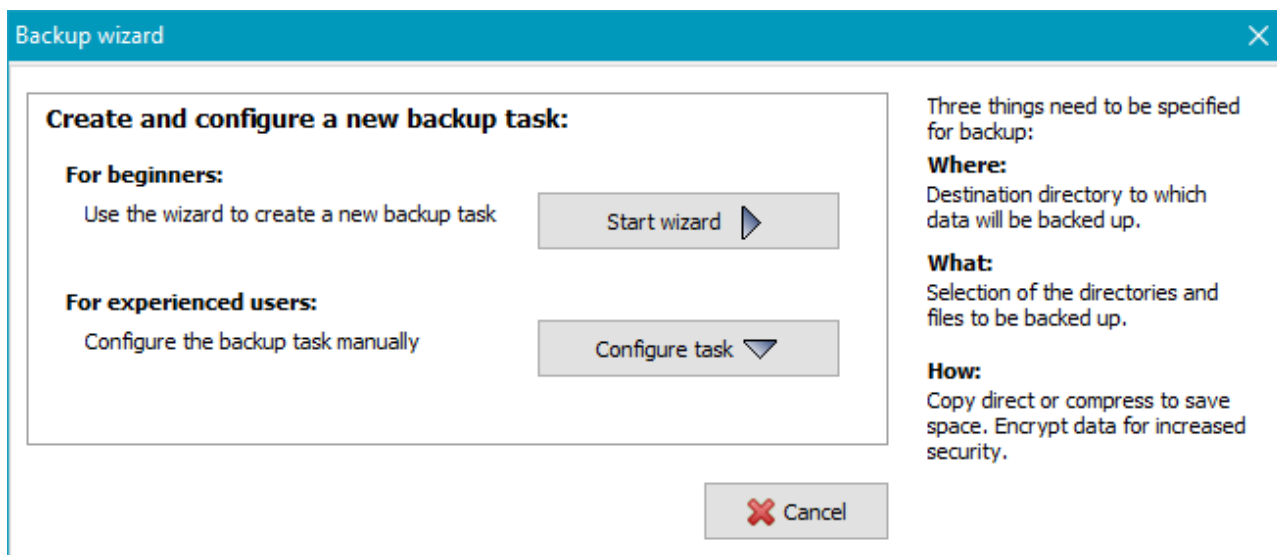 Backup wizard
Create and configure a new backup task:
For beginners:
Use the wizard to create a new backup task
Start wizard
For experienced users:
Configure the backup task manually
Configure task
Cancel
Three things need to be specified
for backup:
Where:
Destination directory to which
data will be backed up.
What:
Selection of the directories and
files to be backed up.
How:
Copy direct or compress to save
space. Encrypt data for increased
security.